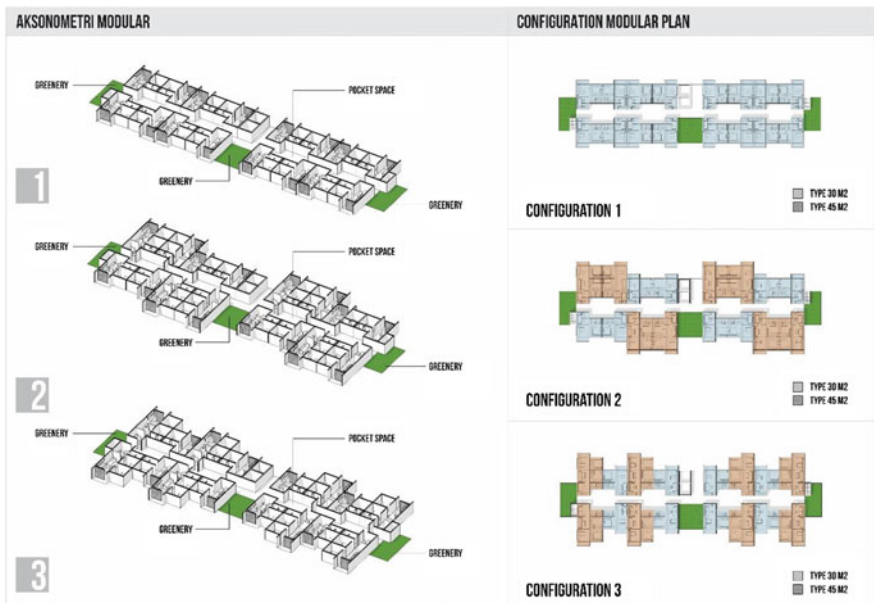 AKSONOMETRI MODULAR
CONFIGURATION MODULAR PLAN
GREENERY
POCKET SPACE
GREENERY
GREENERY
1
CONFIGURATION 1
TYPE 30 M2
TYPE 45 M2
GREENERY
POCKET SPACE
GREENERY
GREENERY
2
CONFIGURATION 2
TYPE 30 M2
TYPE 45 M2
GREENERY
POCKET SPACE
GREENERY
GREENERY
3
CONFIGURATION 3
TYPE 30 M2
TYPE 45 M2